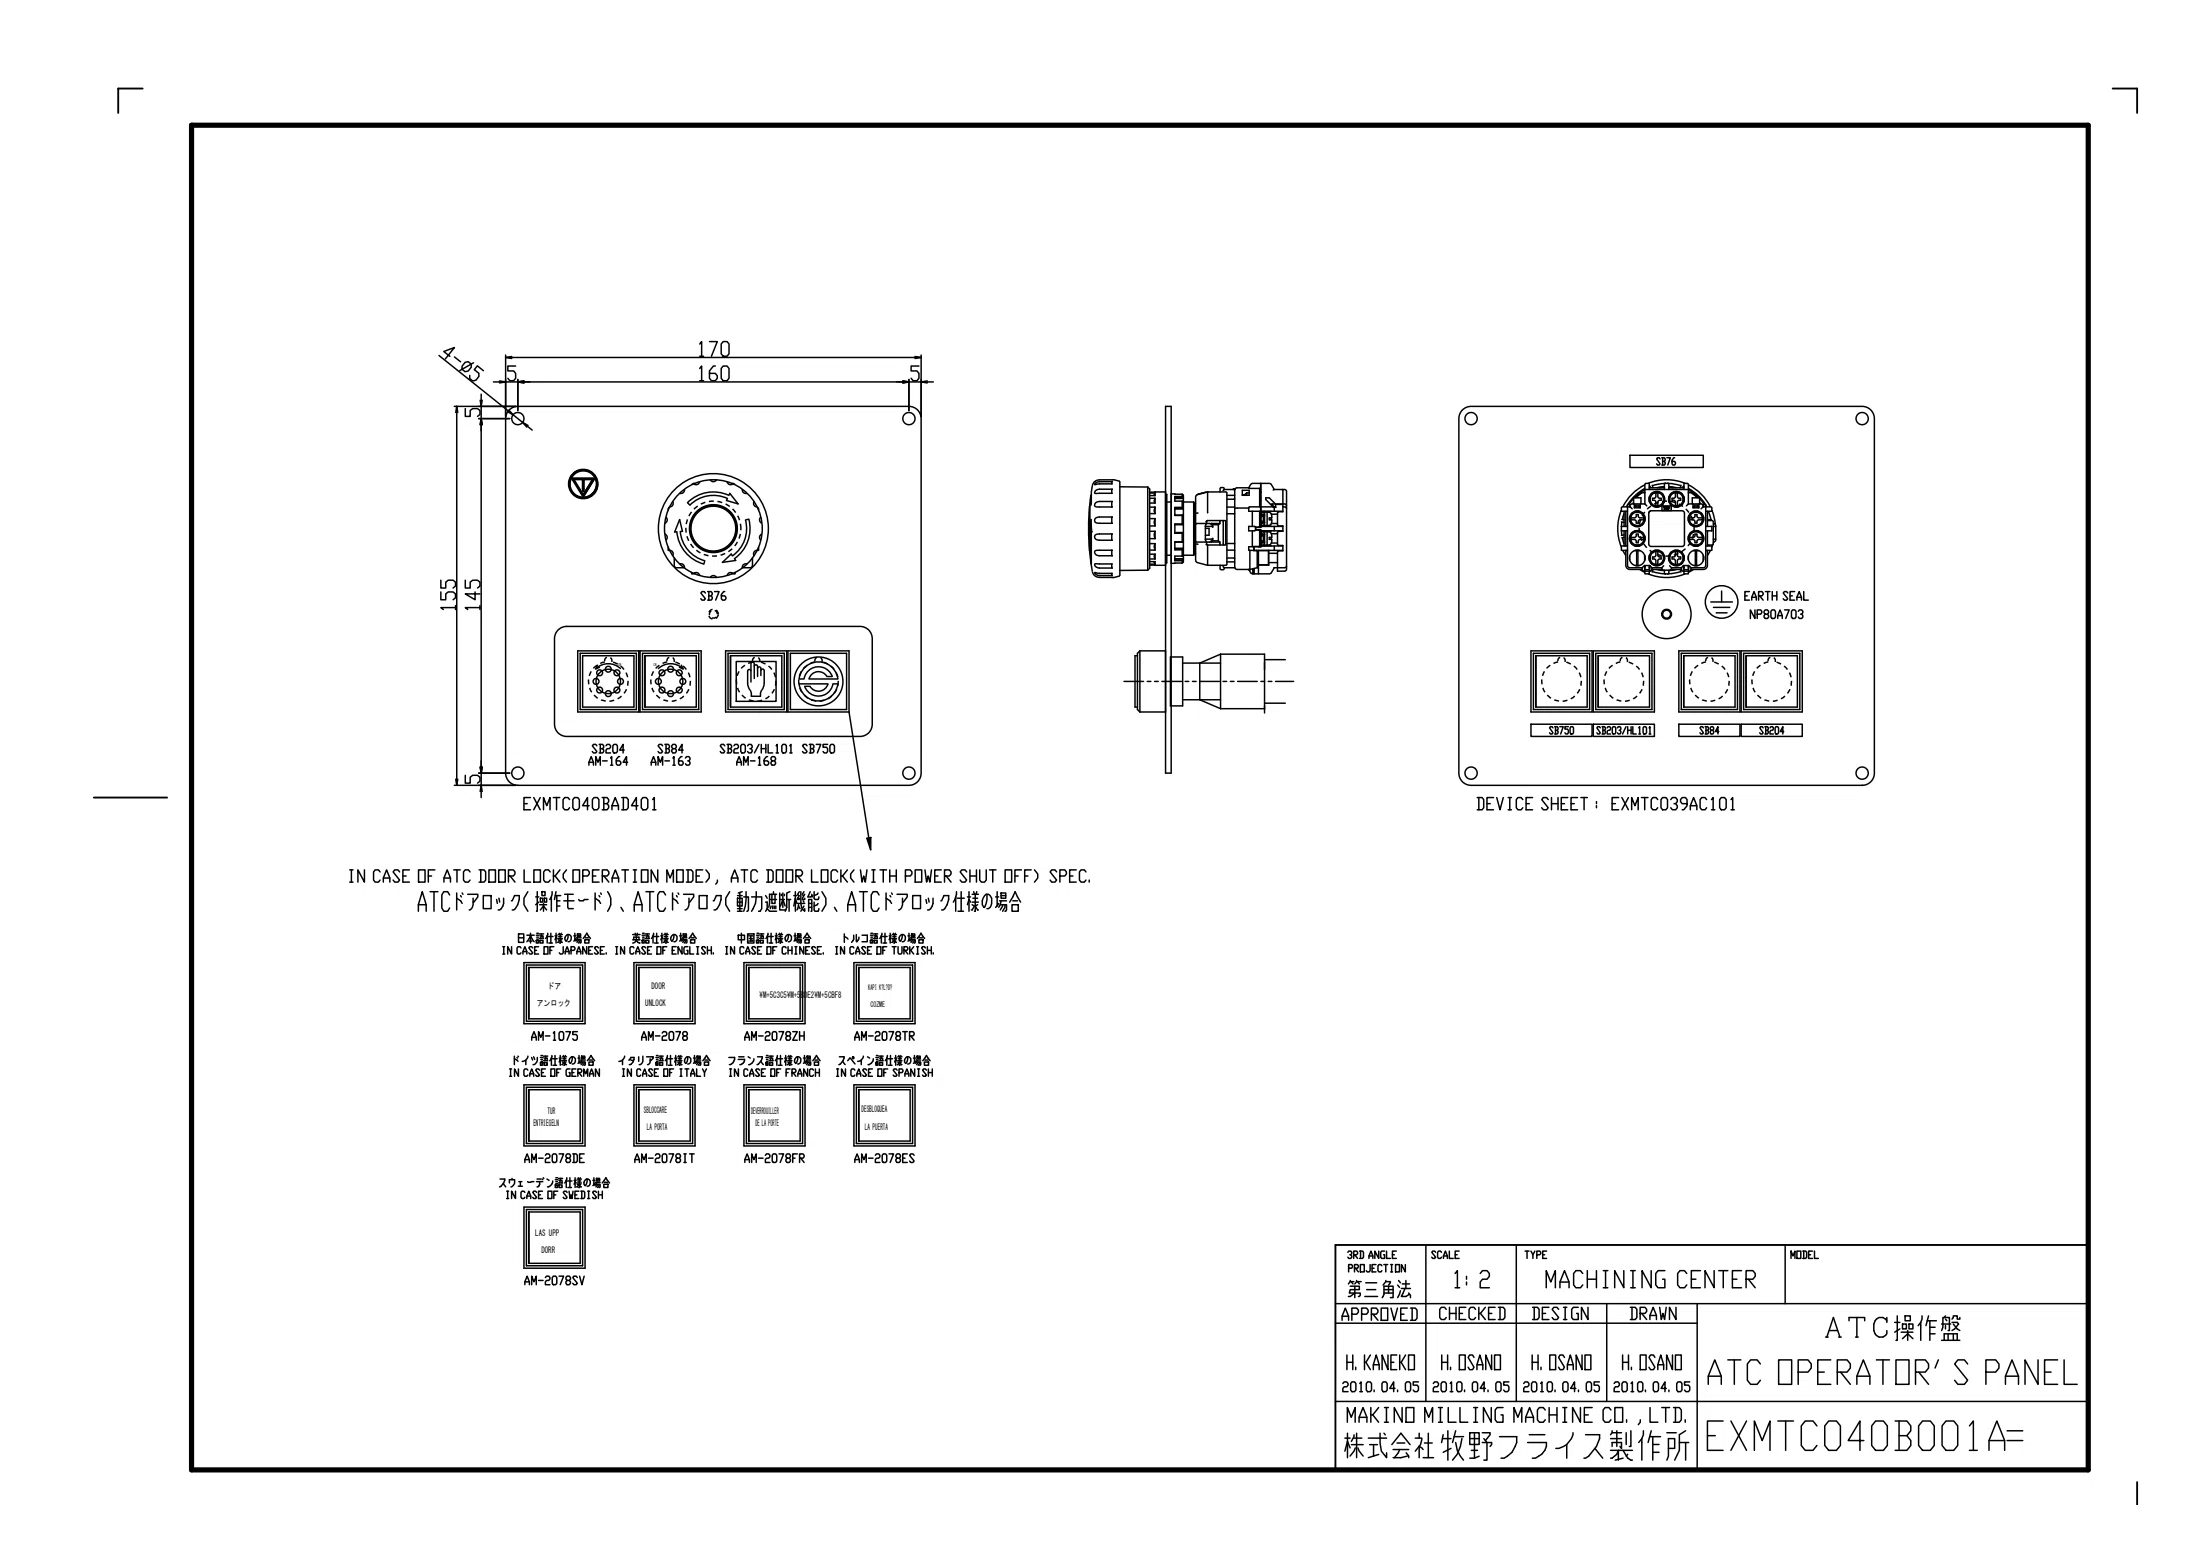 170
4-ø5
5
160
5
5
155
145
5
SB76
SB204
AM-164
SB84
AM-163
SB203/HL101
AM-168
SB750
EXMTC040BAD401
SB76
EARTH SEAL
NP80A703
SB750
SB203/HL101
SB84
SB204
DEVICE SHEET: EXMTC039AC101
IN CASE OF ATC DOOR LOCK(OPERATION MODE), ATC DOOR LOCK(WITH POWER SHUT OFF) SPEC.
ATCドアロック(操作モード)、ATCドアロク(動力遮断機能)、ATCドアロック仕様の場合
日本語仕様の場合
IN CASE OF JAPANESE.
ドア
アンロック
AM-1075
英語仕様の場合
IN CASE OF ENGLISH.
DOOR
UNLOCK
AM-2078
中国語仕様の場合
IN CASE OF CHINESE.
AM-2078ZH
トルコ語仕様の場合
IN CASE OF TURKISH.
KAPI
COZME
AM-2078TR
ドイツ語仕様の場合
IN CASE OF GERMAN
TUR
ENTRIEGELN
AM-2078DE
イタリア語仕様の場合
IN CASE OF ITALY
SBLOCCARE
LA PORTA
AM-2078IT
フランス語仕様の場合
IN CASE OF FRANCH
DEVERROUILLER
DE LA PORTE
AM-2078FR
スペイン語仕様の場合
IN CASE OF SPANISH
DESBLOQUEA
LA PUERTA
AM-2078ES
スウェーデン語仕様の場合
IN CASE OF SWEDISH
LAS UPP
DORR
AM-2078SV
3RD ANGLE
PROJECTION
第三角法
SCALE
1:2
TYPE
MACHINING CENTER
MODEL
APPROVED
CHECKED
DESIGN
DRAWN
H. KANEKO
H. OSANO
H. OSANO
H. OSANO
2010. 04. 05
2010. 04. 05
2010. 04. 05
2010. 04. 05
ATC操作盤
ATC OPERATOR'S PANEL
MAKINO MILLING MACHINE CO.,LTD.
株式会社牧野フライス製作所
EXMTC040B001A=